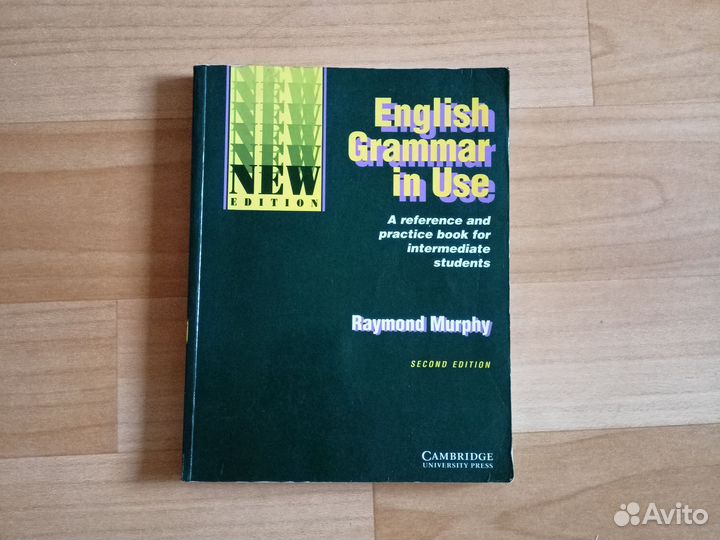 NEW
NEW
NEW
NEW
NEW
NEW
EDITION
English
Grammar
in Use
A reference and
practice book for
intermediate
students
Raymond Murphy
SECOND EDITION
CAMBRIDGE
UNIVERSITY PRESS
Avito